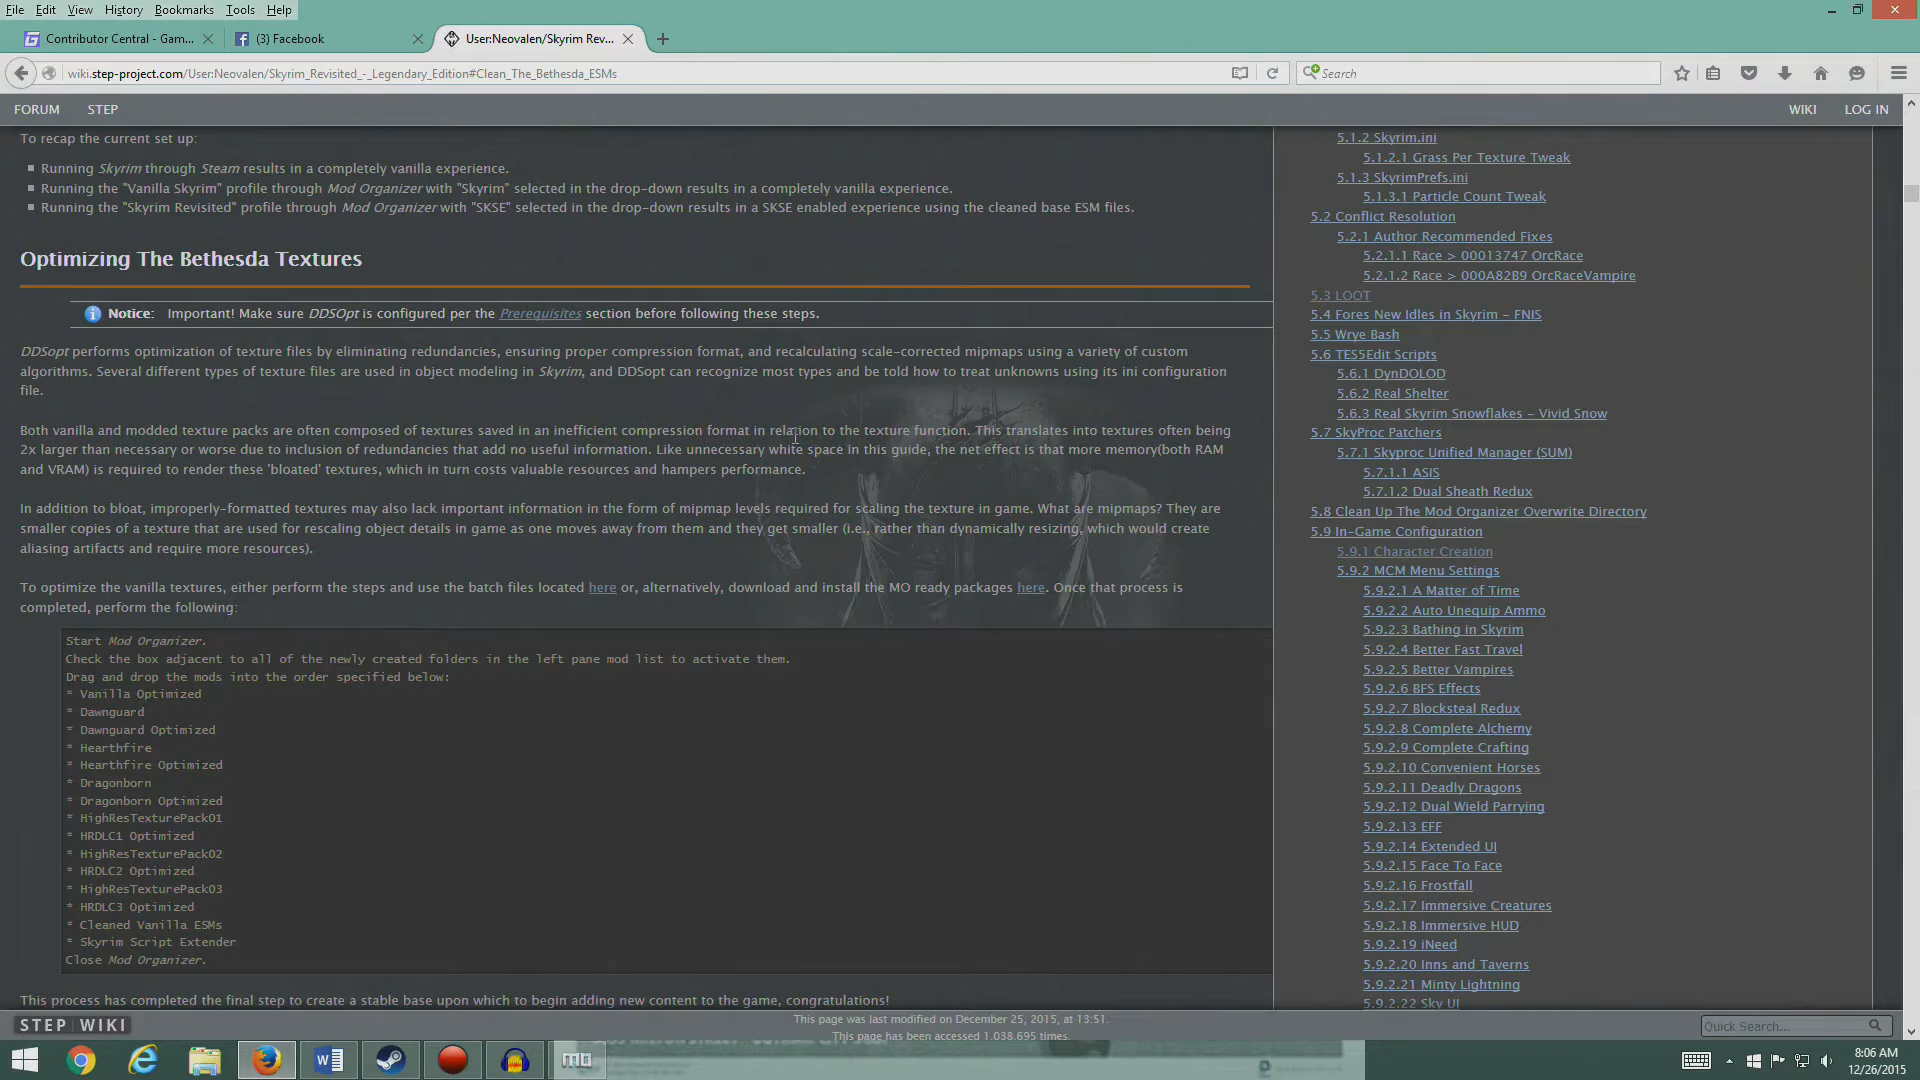 File Edit View History Bookmarks Tools Help
Contributor Central - Gam...
(3) Facebook
User:Neovalen/Skyrim Rev...
wiki.step-project.com/User:Neovalen/Skyrim_Revisited_-_Legendary_Edition#Clean_The_Bethesda_ESMs
Search
FORUM STEP
WIKI LOG IN
To recap the current set up:
Running Skyrim through Steam results in a completely vanilla experience.
Running the "Vanilla Skyrim" profile through Mod Organizer with "Skyrim" selected in the drop-down results in a completely vanilla experience.
Running the "Skyrim Revisited" profile through Mod Organizer with "SKSE" selected in the drop-down results in a SKSE enabled experience using the cleaned base ESM files.
Optimizing The Bethesda Textures
Notice: Important! Make sure DDSOpt is configured per the Prerequisites section before following these steps.
DDSopt performs optimization of texture files by eliminating redundancies, ensuring proper compression format, and recalculating scale-corrected mipmaps using a variety of custom
algorithms. Several different types of texture files are used in object modeling in Skyrim, and DDSopt can recognize most types and be told how to treat unknowns using its ini configuration
file.
Both vanilla and modded texture packs are often composed of textures saved in an inefficient compression format in relation to the texture function. This translates into textures often being
2x larger than necessary or worse due to inclusion of redundancies that add no useful information. Like unnecessary white space in this guide, the net effect is that more memory(both RAM
and VRAM) is required to render these 'bloated' textures, which in turn costs valuable resources and hampers performance.
In addition to bloat, improperly-formatted textures may also lack important information in the form of mipmap levels required for scaling the texture in game. What are mipmaps? They are
smaller copies of a texture that are used for rescaling object details in game as one moves away from them and they get smaller (i.e., rather than dynamically resizing, which would create
aliasing artifacts and require more resources).
To optimize the vanilla textures, either perform the steps and use the batch files located here or, alternatively, download and install the MO ready packages here. Once that process is
completed, perform the following:
Start Mod Organizer.
Check the box adjacent to all of the newly created folders in the left pane mod list to activate them.
Drag and drop the mods into the order specified below:
* Vanilla Optimized
* Dawnguard
* Dawnguard Optimized
* Hearthfire
* Hearthfire Optimized
* Dragonborn
* Dragonborn Optimized
* HighResTexturePack01
* HRDLC1 Optimized
* HighResTexturePack02
* HRDLC2 Optimized
* HighResTexturePack03
* HRDLC3 Optimized
* Cleaned Vanilla ESMs
* Skyrim Script Extender
Close Mod Organizer.
This process has completed the final step to create a stable base upon which to begin adding new content to the game, congratulations!
5.1.2 Skyrim.ini
5.1.2.1 Grass Per Texture Tweak
5.1.3 SkyrimPrefs.ini
5.1.3.1 Particle Count Tweak
5.2 Conflict Resolution
5.2.1 Author Recommended Fixes
5.2.1.1 Race > 00013747 OrcRace
5.2.1.2 Race > 000A82B9 OrcRaceVampire
5.3 LOOT
5.4 Fores New Idles in Skyrim - FNIS
5.5 Wrye Bash
5.6 TES5Edit Scripts
5.6.1 DynDOLOD
5.6.2 Real Shelter
5.6.3 Real Skyrim Snowflakes - Vivid Snow
5.7 SkyProc Patchers
5.7.1 Skyproc Unified Manager (SUM)
5.7.1.1 ASIS
5.7.1.2 Dual Sheath Redux
5.8 Clean Up The Mod Organizer Overwrite Directory
5.9 In-Game Configuration
5.9.1 Character Creation
5.9.2 MCM Menu Settings
5.9.2.1 A Matter of Time
5.9.2.2 Auto Unequip Ammo
5.9.2.3 Bathing in Skyrim
5.9.2.4 Better Fast Travel
5.9.2.5 Better Vampires
5.9.2.6 BFS Effects
5.9.2.7 Blocksteal Redux
5.9.2.8 Complete Alchemy
5.9.2.9 Complete Crafting
5.9.2.10 Convenient Horses
5.9.2.11 Deadly Dragons
5.9.2.12 Dual Wield Parrying
5.9.2.13 EFF
5.9.2.14 Extended UI
5.9.2.15 Face To Face
5.9.2.16 Frostfall
5.9.2.17 Immersive Creatures
5.9.2.18 Immersive HUD
5.9.2.19 iNeed
5.9.2.20 Inns and Taverns
5.9.2.21 Minty Lightning
5.9.2.22 Sky UI
STEP WIKI
This page was last modified on December 25, 2015, at 13:51.
This page has been accessed 1,038,695 times.
Quick Search...
8:06 AM
12/26/2015